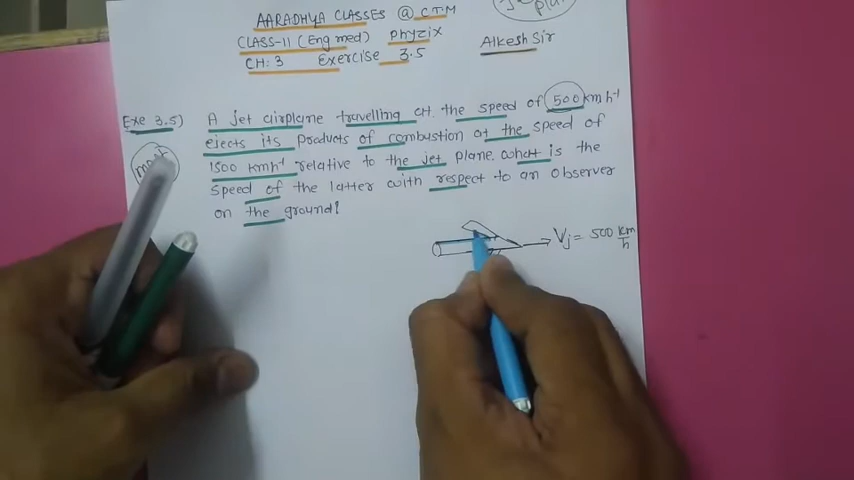 AARADHYA CLASSES @ CTM
CLASS-11 (Eng med) Phyzix
Alkesh Sir
CH: 3 Exercise 3.5
Exe 3.5) A jet airplane travelling at the speed of 500 kmh⁻¹
ejects its products of combustion at the speed of
1500 kmh⁻¹ relative to the jet plane. What is the
speed of the latter with respect to an observer
on the ground?
Vj = 500 km/h